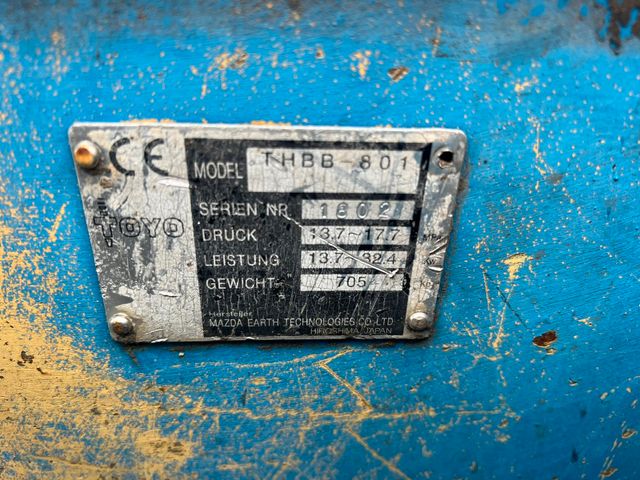 CE
TOYO
MODEL THBB-801
SERIEN NR. 1602
DRUCK 13.7~17.7
LEISTUNG 13.7~32.4
GEWICHT 705
Hersteller
MAZDA EARTH TECHNOLOGIES CO.,LTD.
HIROSHIMA/JAPAN